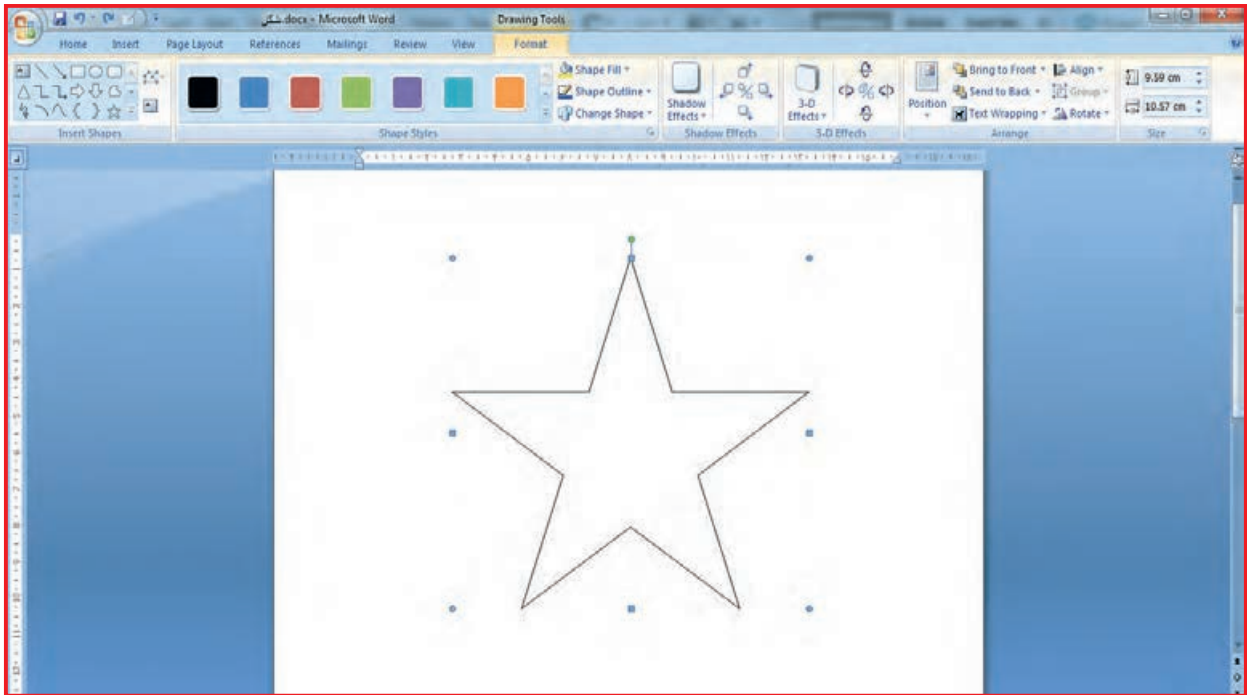 شكل.docx - Microsoft Word
Drawing Tools
Home Insert Page Layout References Mailings Review View Format
Shape Fill
Shape Outline
Change Shape
Shadow Effects
3-D Effects
Position
Bring to Front
Send to Back
Text Wrapping
Align
Group
Rotate
9.59 cm
10.57 cm
Insert Shapes
Shape Styles
Shadow Effects
3-D Effects
Arrange
Size